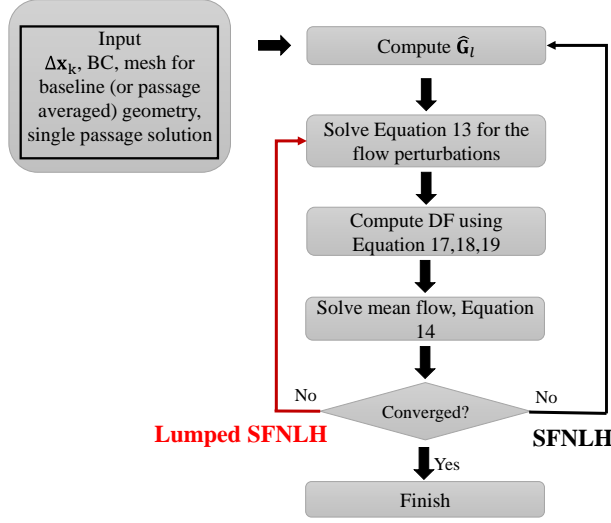 Input
Δ𝐱ₖ, BC, mesh for
baseline (or passage
averaged) geometry,
single passage solution
Compute 𝐆̂ₗ
Solve Equation 13 for the
flow perturbations
Compute DF using
Equation 17,18,19
Solve mean flow, Equation
14
No
Converged?
No
Lumped SFNLH
SFNLH
Yes
Finish